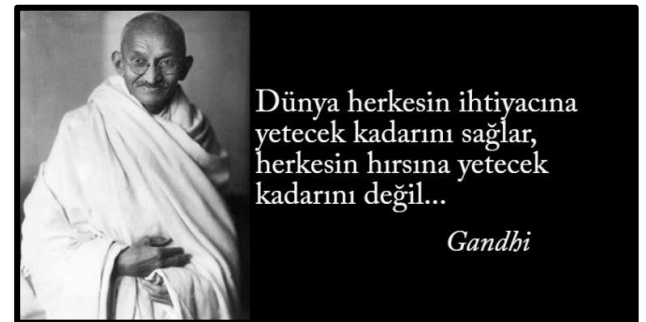 Dünya herkesin ihtiyacına
yetecek kadarını sağlar,
herkesin hırsına yetecek
kadarını değil...
Gandhi